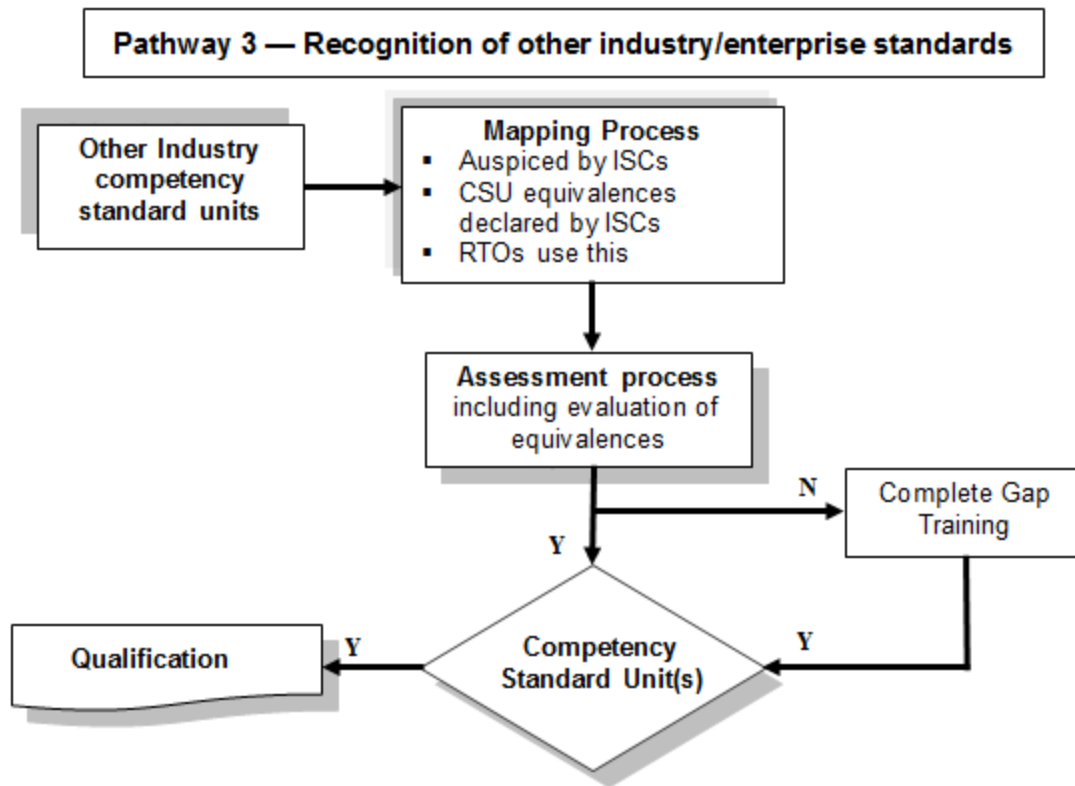 Pathway 3 — Recognition of other industry/enterprise standards
Other Industry
competency
standard units
Mapping Process
▪ Auspiced by ISCs
▪ CSU equivalences
declared by ISCs
▪ RTOs use this
Assessment process
including evaluation of
equivalences
N
Complete Gap
Training
Y
Competency
Standard Unit(s)
Y
Y
Qualification